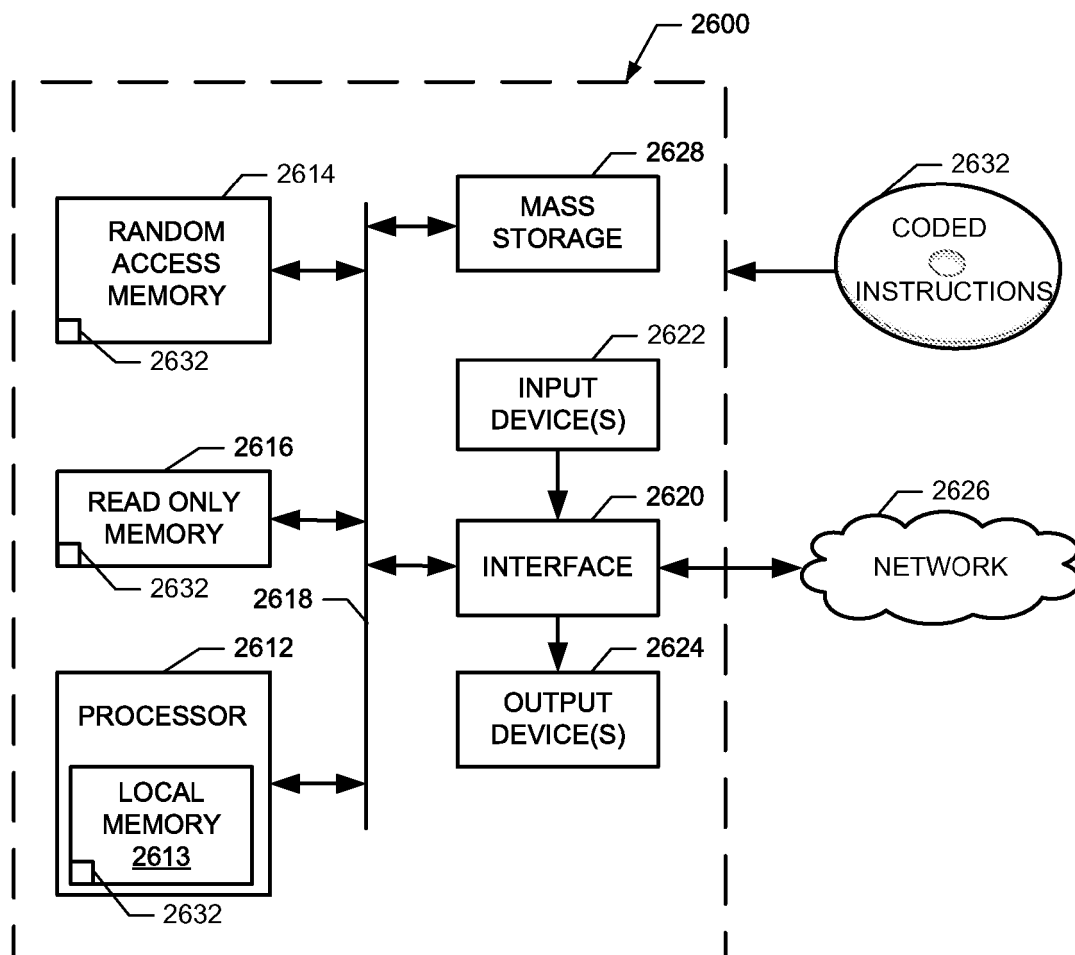 2600
2614
RANDOM
ACCESS
MEMORY
2632
2628
MASS
STORAGE
2632
CODED
INSTRUCTIONS
2622
INPUT
DEVICE(S)
2616
READ ONLY
MEMORY
2632
2618
2620
INTERFACE
2626
NETWORK
2612
PROCESSOR
LOCAL
MEMORY
2613
2632
2624
OUTPUT
DEVICE(S)